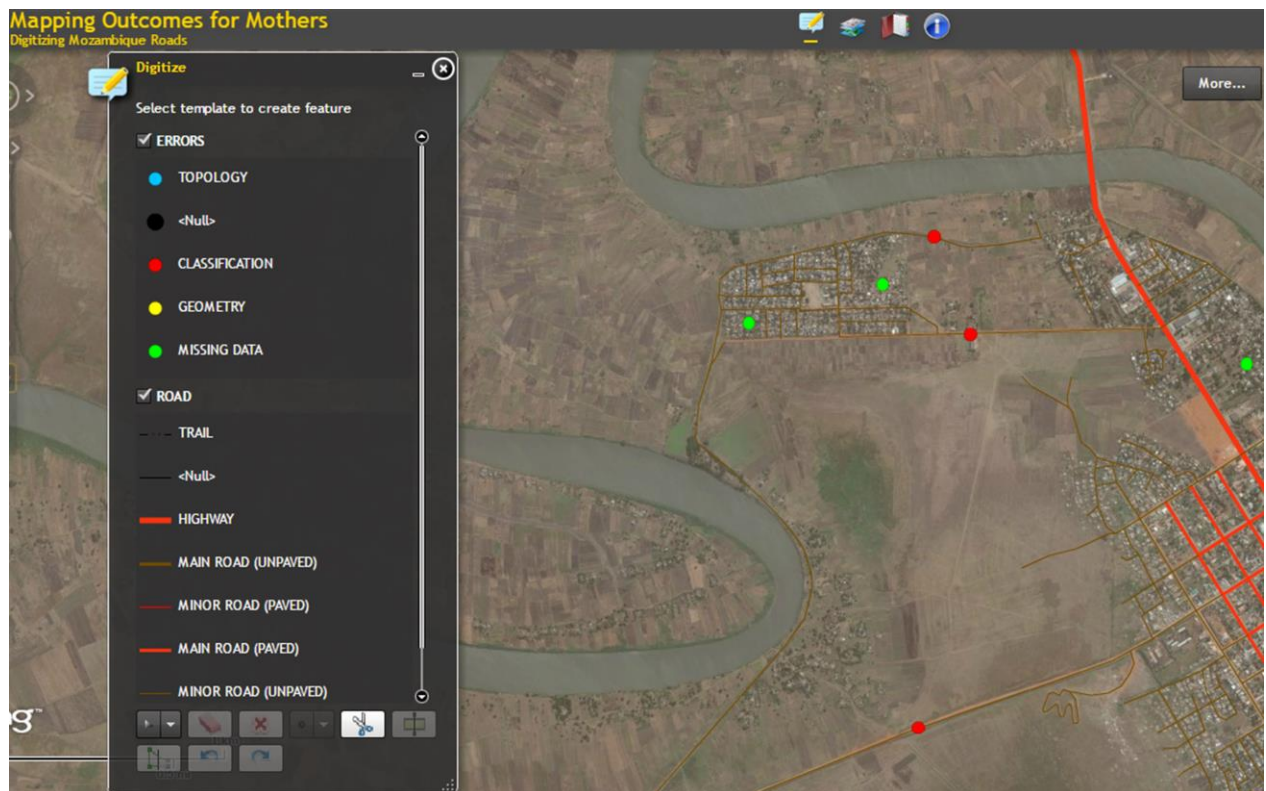 Mapping Outcomes for Mothers
Digitizing Mozambique Roads
Digitize
More...
Select template to create feature
ERRORS
TOPOLOGY
<Null>
CLASSIFICATION
GEOMETRY
MISSING DATA
ROAD
TRAIL
<Null>
HIGHWAY
MAIN ROAD (UNPAVED)
MINOR ROAD (PAVED)
MAIN ROAD (PAVED)
MINOR ROAD (UNPAVED)